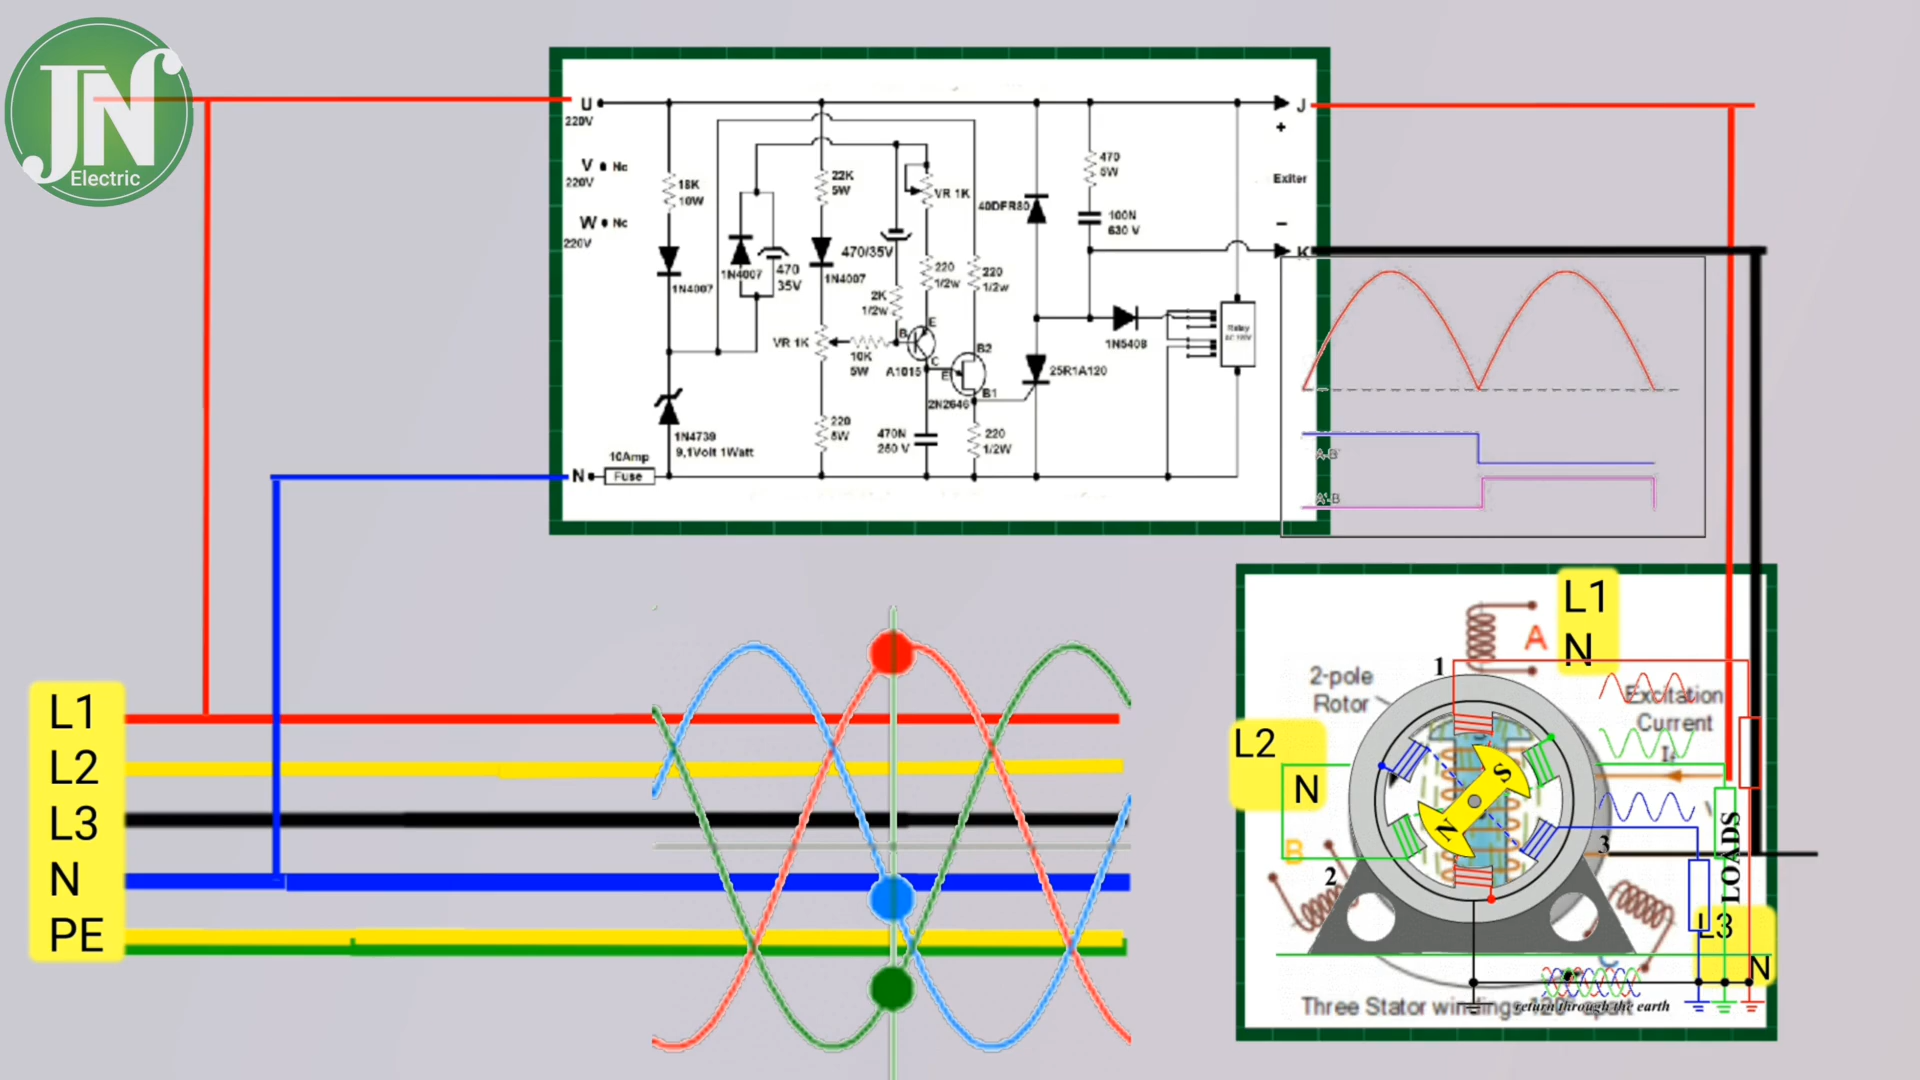 JN
Electric
U
220V
V Nc
220V
W Nc
220V
18K
10W
1N4007
1N4739
9,1Volt 1Watt
10Amp
N Fuse
1N4007
470
35V
22K
5W
1N4007
VR 1K
10K
5W
220
5W
470/35V
2K
1/2w
VR 1K
220
1/2w
220
1/2w
B
E
C
A1015
E
B2
B1
2N2646
470N
250 V
220
1/2W
40DFR80
25R1A120
470
5W
100N
630 V
1N5408
Relay
J
+
Exiter
−
K
A-B'
A'-B
L1
L2
L3
N
PE
L1
N
A
1
2-pole
Rotor
Excitation
Current
L2
N
B
2
S
N
3
LOADS
L3
N
C
Three Stator windings 120° apart
return through the earth